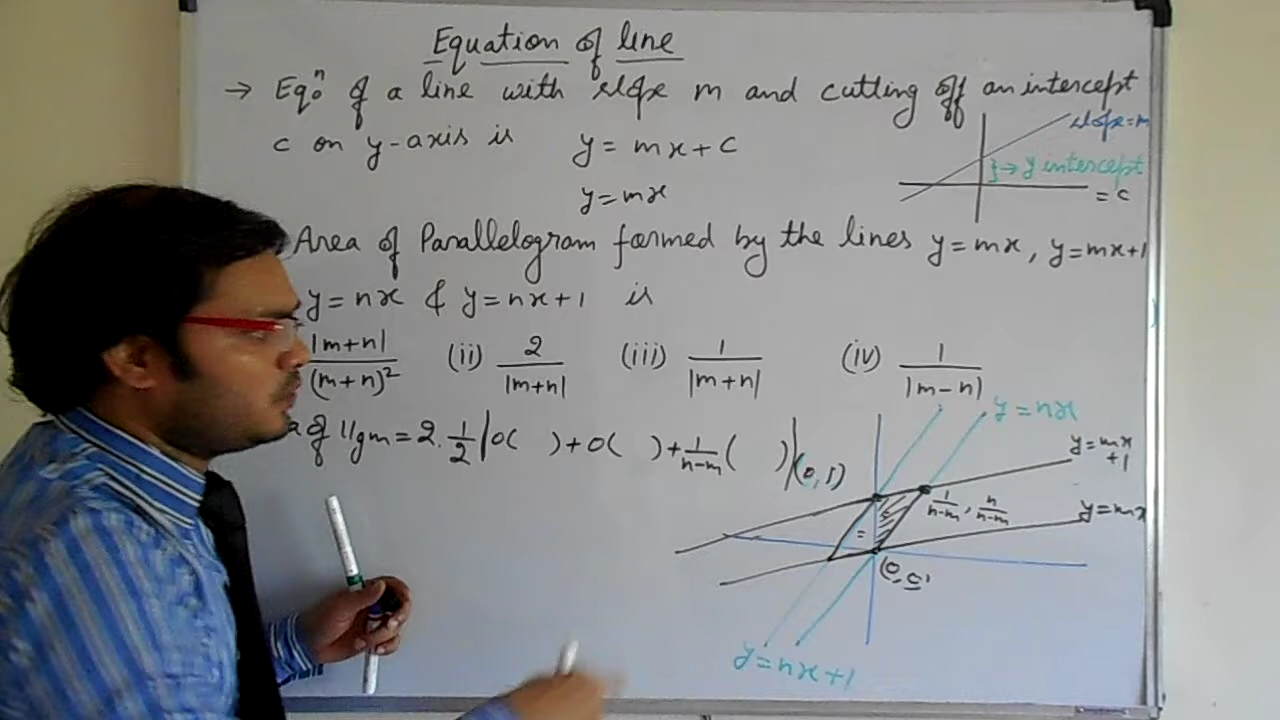 Equation of line
→ Eqⁿ of a line with slope m and cutting off an intercept
c on y-axis is y = mx + c
y = mx
slope = m
} → y intercept
= c
Area of Parallelogram formed by the lines y = mx, y = mx+1
y = nx & y = nx+1 is
|m+n| / (m+n)² (ii) 2 / |m+n| (iii) 1 / |m+n| (iv) 1 / |m-n|
a of ||gm = 2 · 1/2 | 0( ) + 0( ) + 1/(n-m) ( ) |
y = nx
y = mx+1
(0, 1)
1/(n-m), n/(n-m)
y = mx
=
(0, 0)
y = nx+1